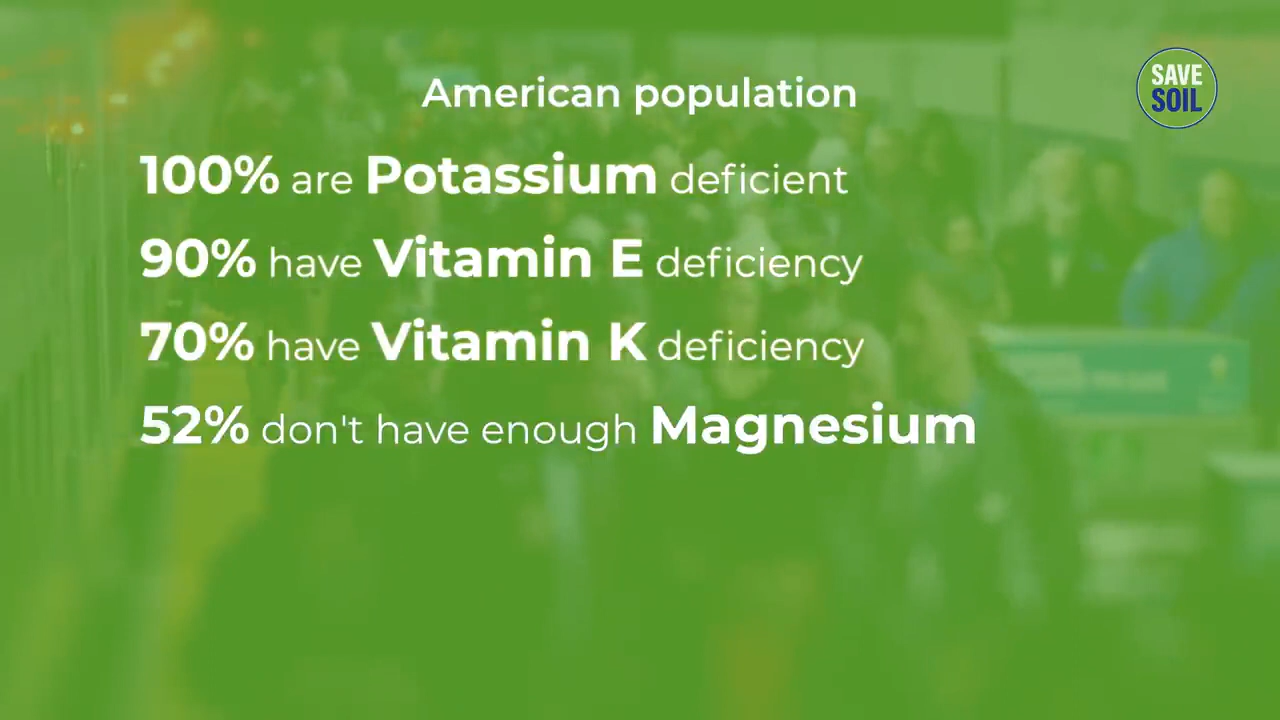 American population
SAVE
SOIL
100% are Potassium deficient
90% have Vitamin E deficiency
70% have Vitamin K deficiency
52% don't have enough Magnesium